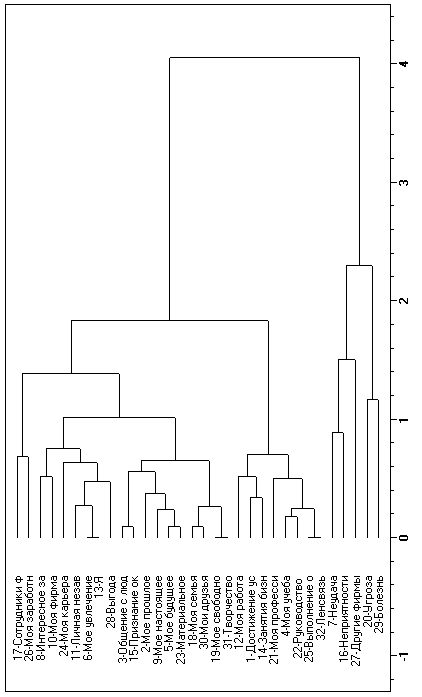 17-Сотрудники ф
26-Моя заработн
8-Интересное за
10-Моя фирма
24-Моя карьера
11-Личная незав
6-Мое увлечение
13-Я
28-Выгода
3-Общение с люд
15-Признание ок
2-Мое прошлое
9-Мое настоящее
5-Мое будущее
23-Материальное
18-Моя семья
30-Мои друзья
19-Мое свободно
31-Творчество
12-Моя работа
1-Достижение ус
14-Занятия бизн
21-Моя професси
4-Моя учеба
22-Руководство
25-Выполнение о
32-Ленсвязь
7-Неудача
16-Неприятности
27-Другие фирмы
20-Угроза
29-Болезнь
-1
0
1
2
3
4